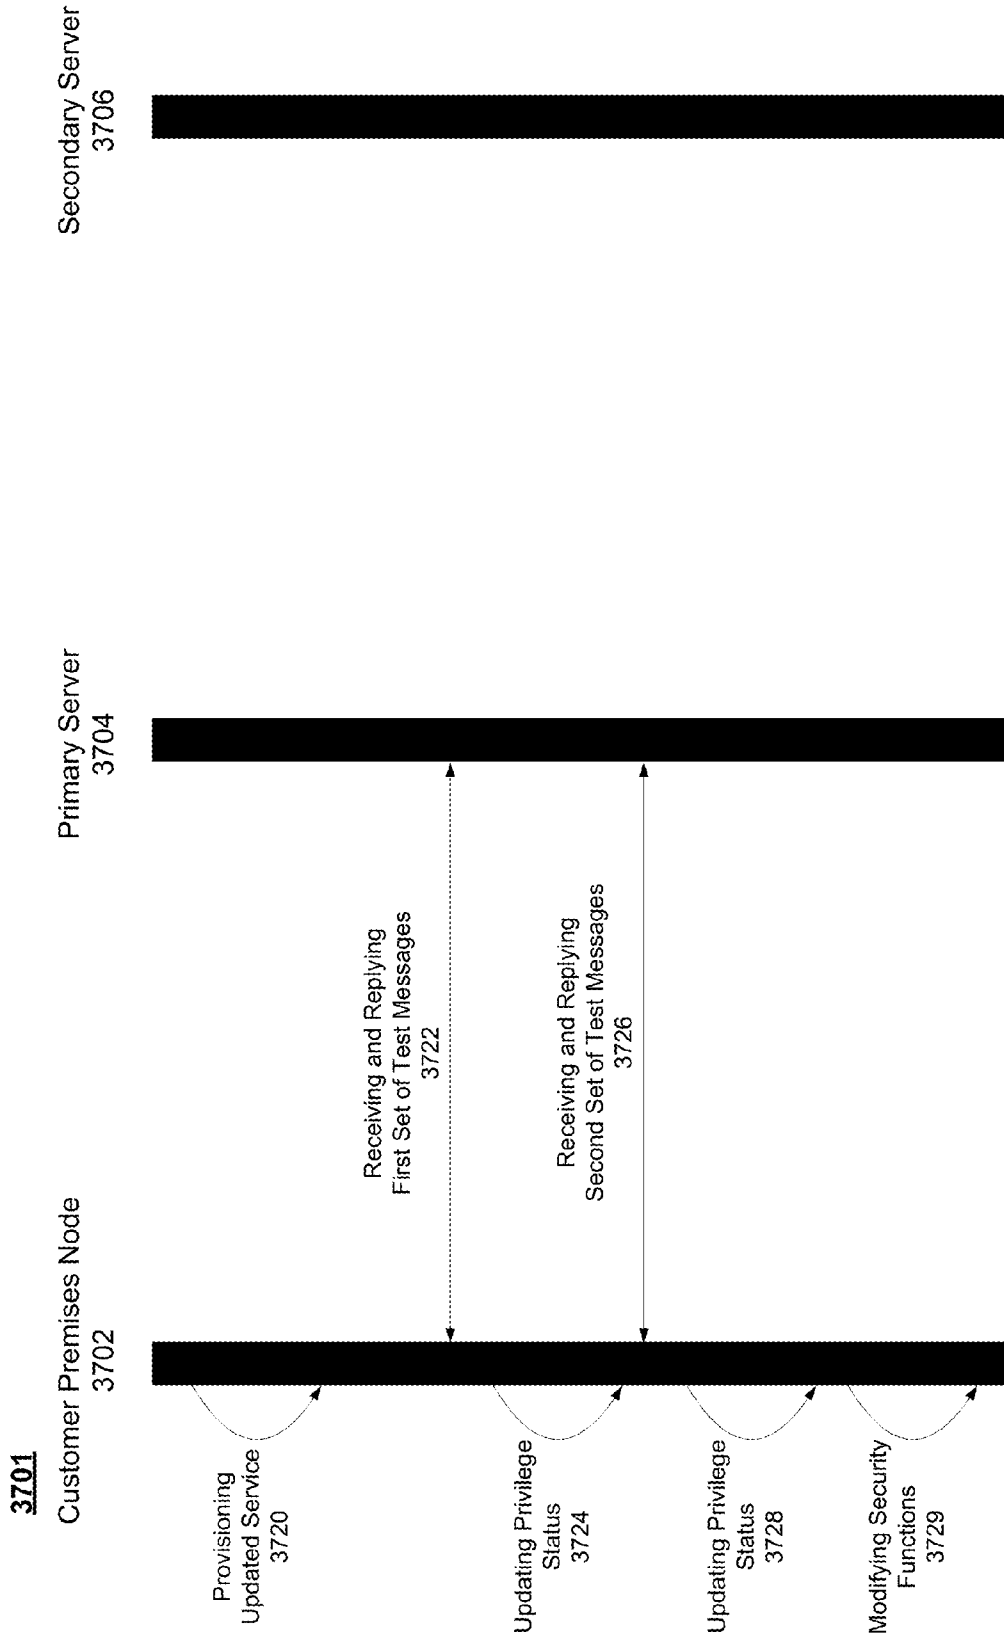 3701
Customer Premises Node
3702
Primary Server
3704
Secondary Server
3706
Provisioning
Updated Service
3720
Receiving and Replying
First Set of Test Messages
3722
Updating Privilege
Status
3724
Receiving and Replying
Second Set of Test Messages
3726
Updating Privilege
Status
3728
Modifying Security
Functions
3729